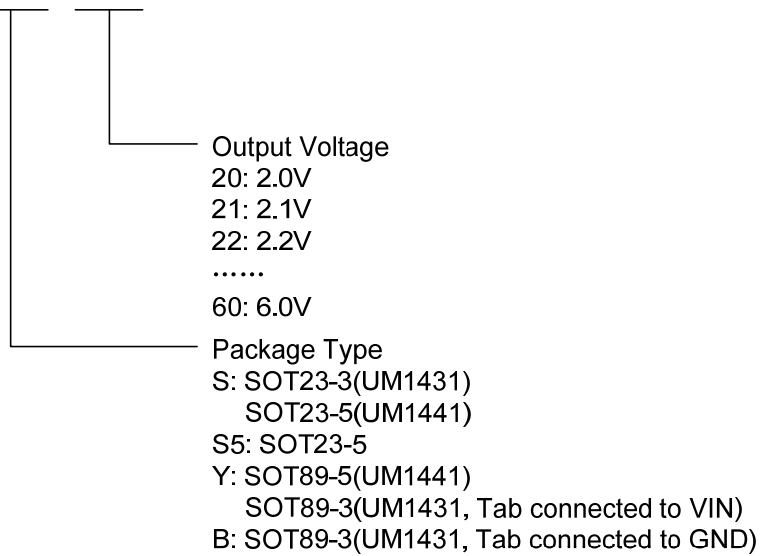 Output Voltage
20: 2.0V
21: 2.1V
22: 2.2V
……
60: 6.0V
Package Type
S: SOT23-3(UM1431)
SOT23-5(UM1441)
S5: SOT23-5
Y: SOT89-5(UM1441)
SOT89-3(UM1431, Tab connected to VIN)
B: SOT89-3(UM1431, Tab connected to GND)